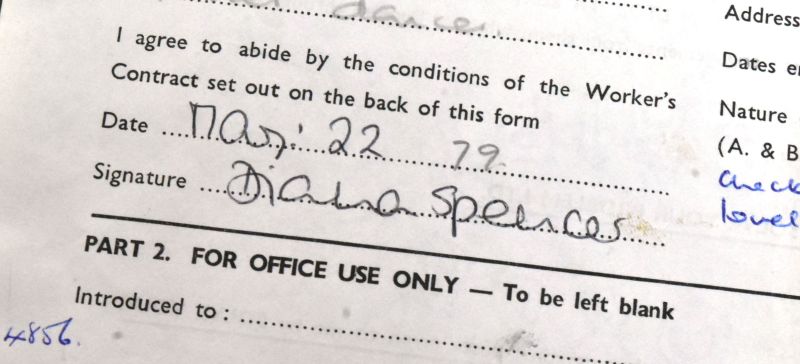 dancer
Address
I agree to abide by the conditions of the Worker's
Contract set out on the back of this form
Dates
Nature
Date May: 22 79
(A. & B
Signature Diana Spencer
check
PART 2. FOR OFFICE USE ONLY — To be left blank
Introduced to:
4856.